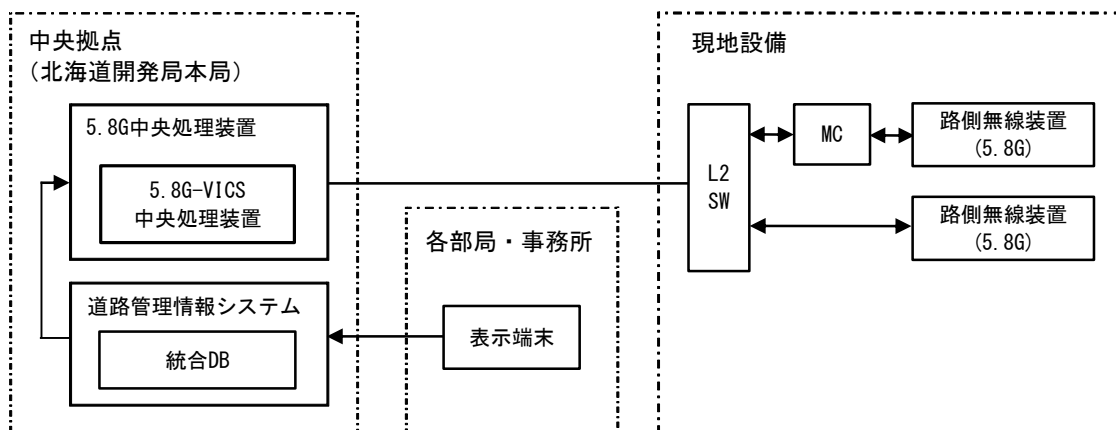 中央拠点
（北海道開発局本局）
5.8G中央処理装置
5.8G-VICS
中央処理装置
道路管理情報システム
統合DB
各部局・事務所
表示端末
現地設備
L2
SW
MC
路側無線装置
(5.8G)
路側無線装置
(5.8G)